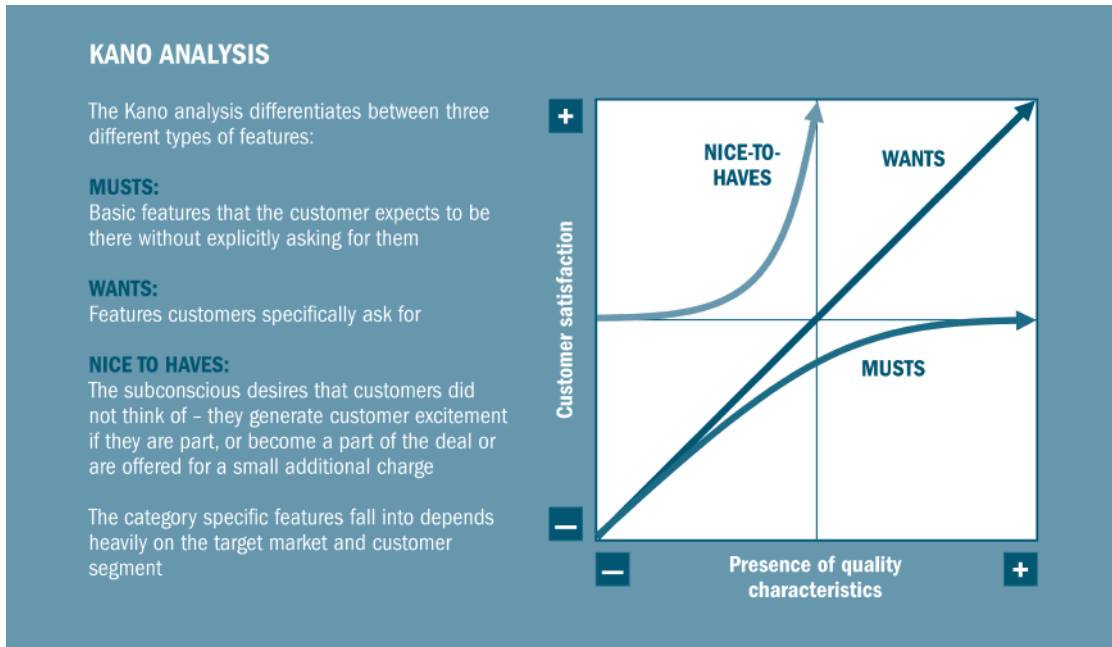 KANO ANALYSIS
The Kano analysis differentiates between three
different types of features:
MUSTS:
Basic features that the customer expects to be
there without explicitly asking for them
WANTS:
Features customers specifically ask for
NICE TO HAVES:
The subconscious desires that customers did
not think of – they generate customer excitement
if they are part, or become a part of the deal or
are offered for a small additional charge
The category specific features fall into depends
heavily on the target market and customer
segment
+
NICE-TO-
HAVES
WANTS
Customer satisfaction
MUSTS
–
–
Presence of quality
characteristics
+